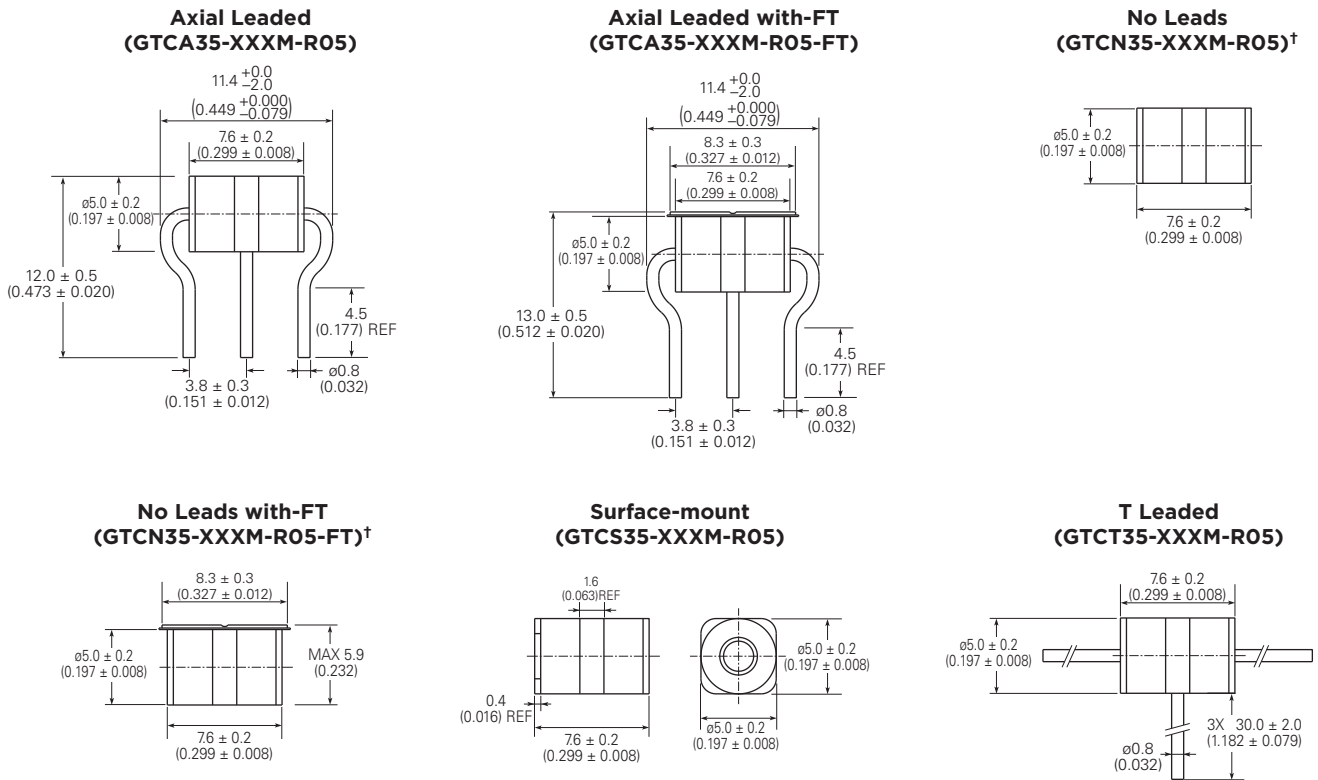 Axial Leaded
(GTCA35-XXXM-R05)
11.4 +0.0
−2.0
(0.449 +0.000
−0.079)
7.6 ± 0.2
(0.299 ± 0.008)
ø5.0 ± 0.2
(0.197 ± 0.008)
12.0 ± 0.5
(0.473 ± 0.020)
4.5
(0.177) REF
3.8 ± 0.3
(0.151 ± 0.012)
ø0.8
(0.032)
Axial Leaded with-FT
(GTCA35-XXXM-R05-FT)
11.4 +0.0
−2.0
(0.449 +0.000
−0.079)
8.3 ± 0.3
(0.327 ± 0.012)
7.6 ± 0.2
(0.299 ± 0.008)
ø5.0 ± 0.2
(0.197 ± 0.008)
13.0 ± 0.5
(0.512 ± 0.020)
4.5
(0.177) REF
3.8 ± 0.3
(0.151 ± 0.012)
ø0.8
(0.032)
No Leads
(GTCN35-XXXM-R05)†
ø5.0 ± 0.2
(0.197 ± 0.008)
7.6 ± 0.2
(0.299 ± 0.008)
No Leads with-FT
(GTCN35-XXXM-R05-FT)†
8.3 ± 0.3
(0.327 ± 0.012)
ø5.0 ± 0.2
(0.197 ± 0.008)
MAX 5.9
(0.232)
7.6 ± 0.2
(0.299 ± 0.008)
Surface-mount
(GTCS35-XXXM-R05)
1.6
(0.063)REF
ø5.0 ± 0.2
(0.197 ± 0.008)
0.4
(0.016) REF
7.6 ± 0.2
(0.299 ± 0.008)
ø5.0 ± 0.2
(0.197 ± 0.008)
T Leaded
(GTCT35-XXXM-R05)
7.6 ± 0.2
(0.299 ± 0.008)
ø5.0 ± 0.2
(0.197 ± 0.008)
3X 30.0 ± 2.0
(1.182 ± 0.079)
ø0.8
(0.032)